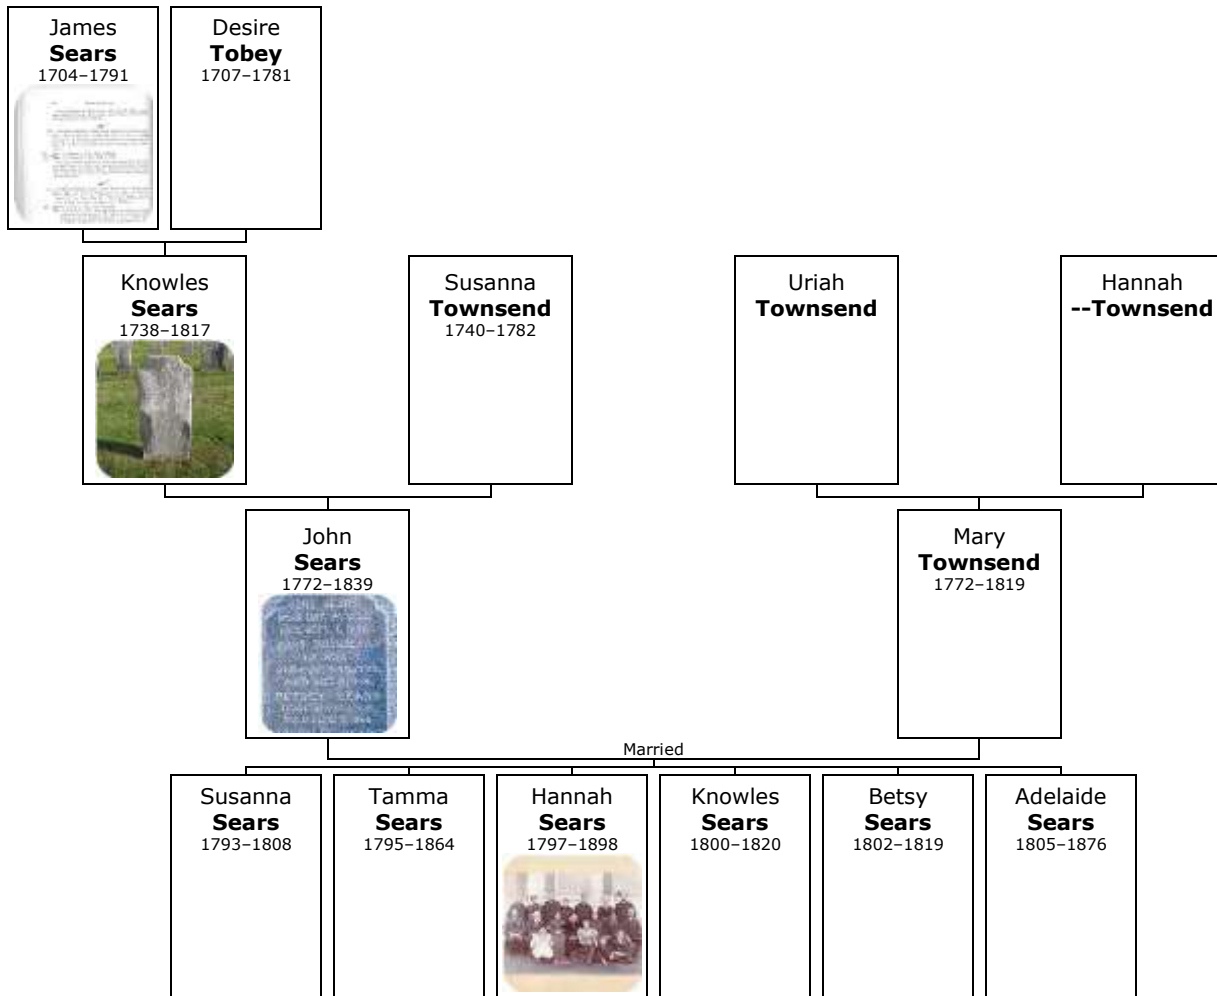 James
Sears
1704–1791
Desire
Tobey
1707–1781
Knowles
Sears
1738–1817
Susanna
Townsend
1740–1782
Uriah
Townsend
Hannah
--Townsend
John
Sears
1772–1839
Mary
Townsend
1772–1819
Married
Susanna
Sears
1793–1808
Tamma
Sears
1795–1864
Hannah
Sears
1797–1898
Knowles
Sears
1800–1820
Betsy
Sears
1802–1819
Adelaide
Sears
1805–1876